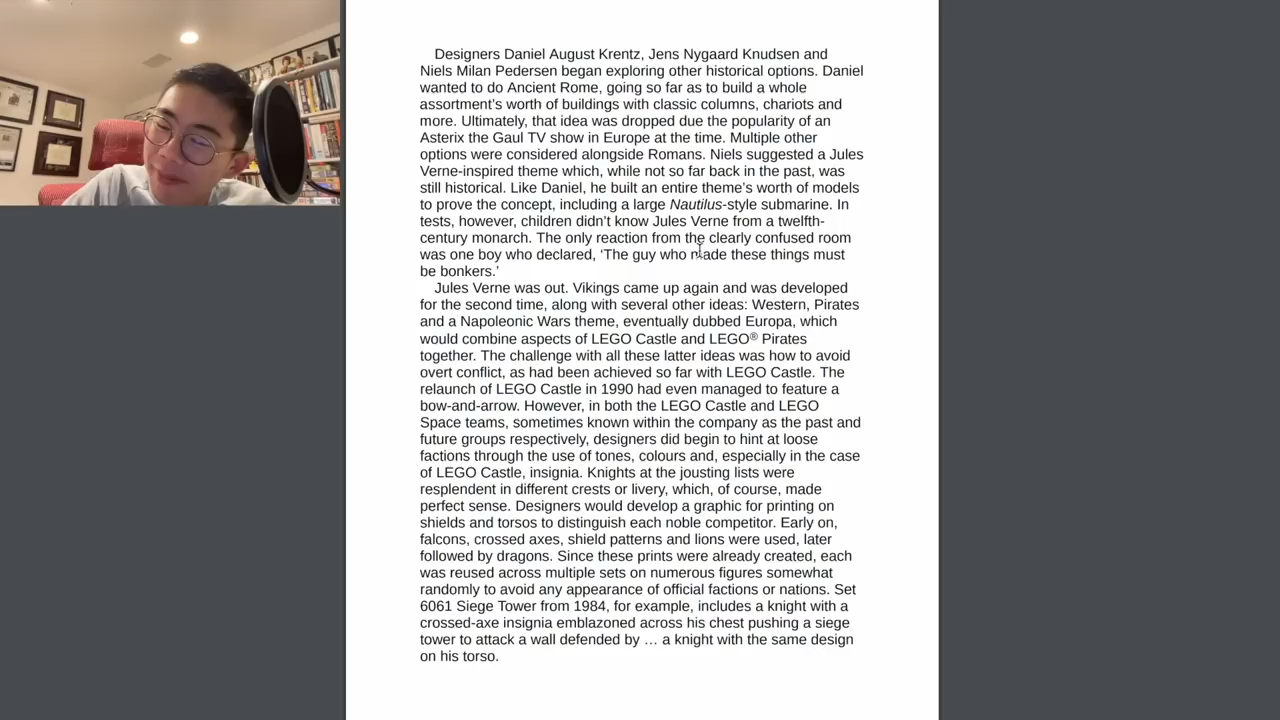 Designers Daniel August Krentz, Jens Nygaard Knudsen and
Niels Milan Pedersen began exploring other historical options. Daniel
wanted to do Ancient Rome, going so far as to build a whole
assortment’s worth of buildings with classic columns, chariots and
more. Ultimately, that idea was dropped due the popularity of an
Asterix the Gaul TV show in Europe at the time. Multiple other
options were considered alongside Romans. Niels suggested a Jules
Verne-inspired theme which, while not so far back in the past, was
still historical. Like Daniel, he built an entire theme’s worth of models
to prove the concept, including a large Nautilus-style submarine. In
tests, however, children didn’t know Jules Verne from a twelfth-
century monarch. The only reaction from the clearly confused room
was one boy who declared, ‘The guy who made these things must
be bonkers.’
Jules Verne was out. Vikings came up again and was developed
for the second time, along with several other ideas: Western, Pirates
and a Napoleonic Wars theme, eventually dubbed Europa, which
would combine aspects of LEGO Castle and LEGO® Pirates
together. The challenge with all these latter ideas was how to avoid
overt conflict, as had been achieved so far with LEGO Castle. The
relaunch of LEGO Castle in 1990 had even managed to feature a
bow-and-arrow. However, in both the LEGO Castle and LEGO
Space teams, sometimes known within the company as the past and
future groups respectively, designers did begin to hint at loose
factions through the use of tones, colours and, especially in the case
of LEGO Castle, insignia. Knights at the jousting lists were
resplendent in different crests or livery, which, of course, made
perfect sense. Designers would develop a graphic for printing on
shields and torsos to distinguish each noble competitor. Early on,
falcons, crossed axes, shield patterns and lions were used, later
followed by dragons. Since these prints were already created, each
was reused across multiple sets on numerous figures somewhat
randomly to avoid any appearance of official factions or nations. Set
6061 Siege Tower from 1984, for example, includes a knight with a
crossed-axe insignia emblazoned across his chest pushing a siege
tower to attack a wall defended by … a knight with the same design
on his torso.